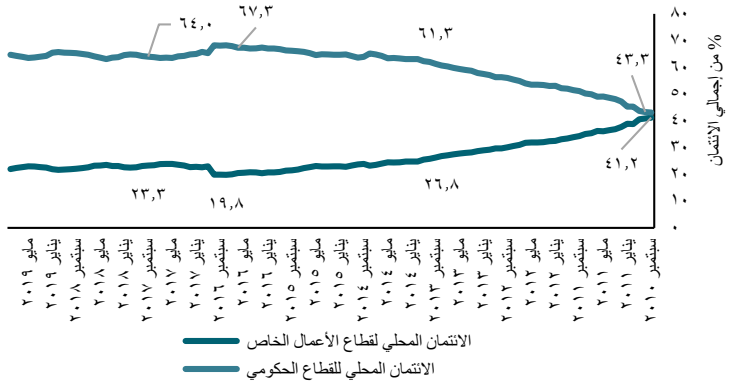 ٨٠
٧٠
٦٠
٥٠
٤٠
٣٠
٢٠
١٠
٠
% من إجمالي الائتمان
٤٣,٣
٦١,٣
٦٧,٣
٦٤,٠
٤١,٢
٢٦,٨
١٩,٨
٢٣,٣
سبتمبر ٢٠١٠
يناير ٢٠١١
مايو ٢٠١١
سبتمبر ٢٠١١
يناير ٢٠١٢
مايو ٢٠١٢
سبتمبر ٢٠١٢
يناير ٢٠١٣
مايو ٢٠١٣
سبتمبر ٢٠١٣
يناير ٢٠١٤
مايو ٢٠١٤
سبتمبر ٢٠١٤
يناير ٢٠١٥
مايو ٢٠١٥
سبتمبر ٢٠١٥
يناير ٢٠١٦
مايو ٢٠١٦
سبتمبر ٢٠١٦
يناير ٢٠١٧
مايو ٢٠١٧
سبتمبر ٢٠١٧
يناير ٢٠١٨
مايو ٢٠١٨
سبتمبر ٢٠١٨
يناير ٢٠١٩
مايو ٢٠١٩
الائتمان المحلي لقطاع الأعمال الخاص
الائتمان المحلي للقطاع الحكومي